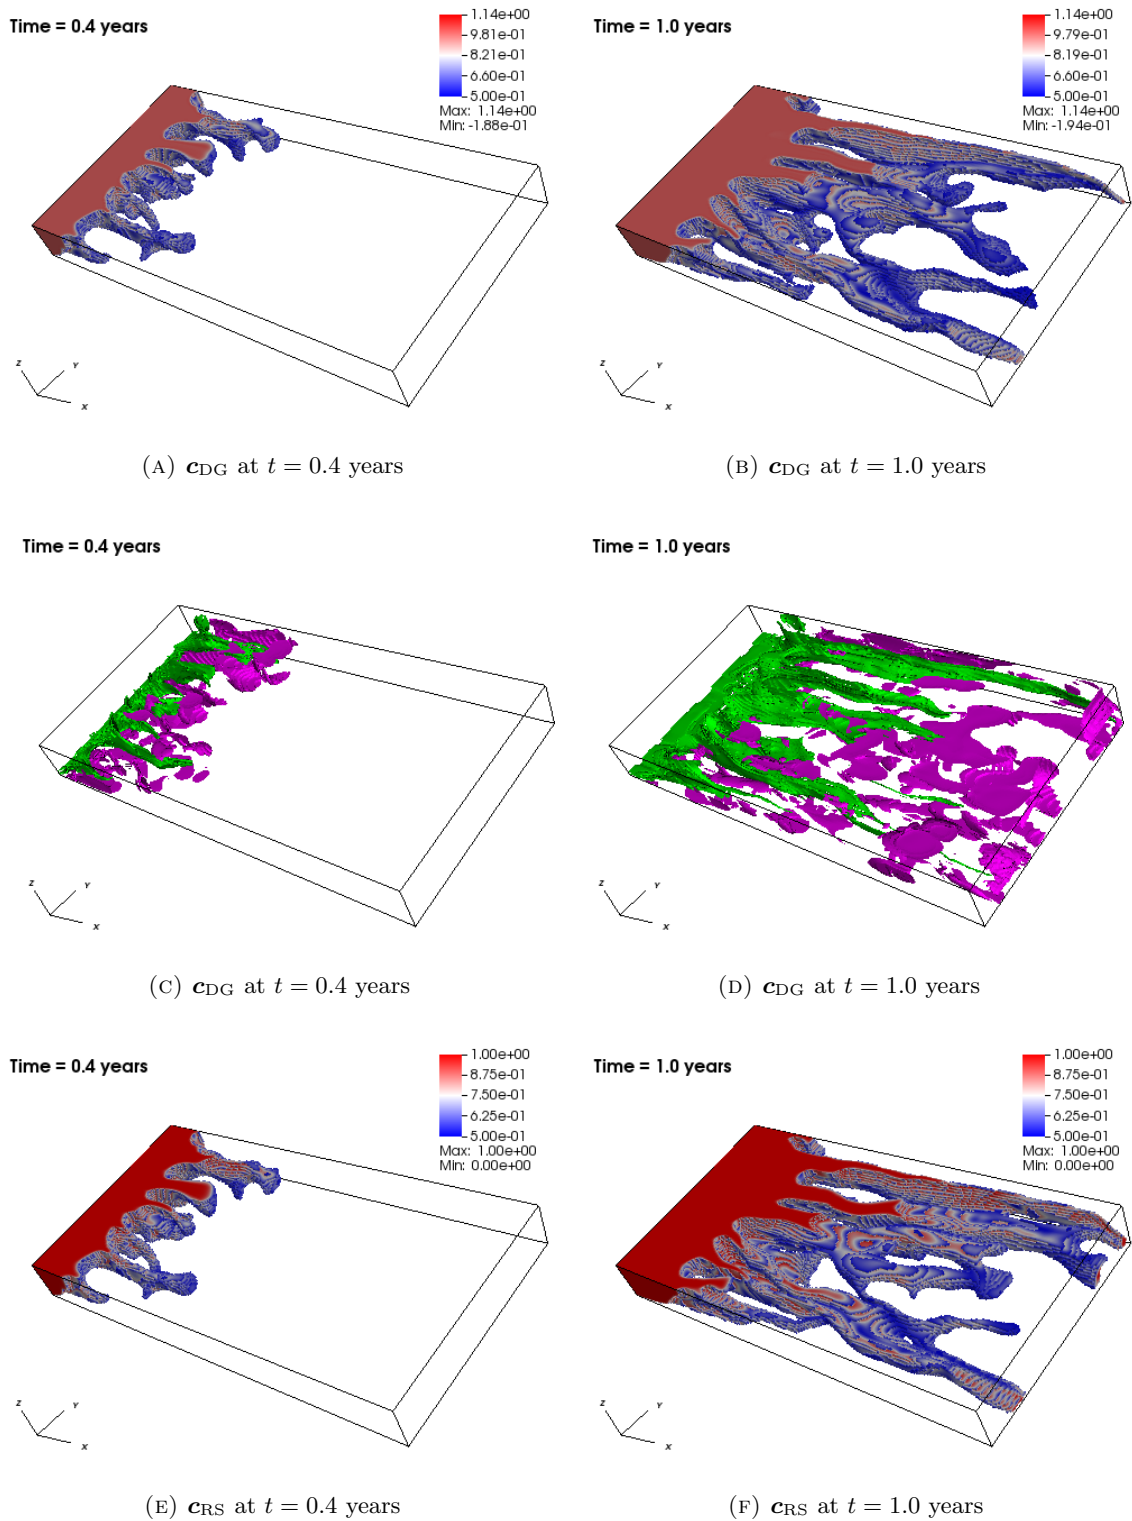 Time = 0.4 years
1.14e+00
9.81e-01
8.21e-01
6.60e-01
5.00e-01
Max: 1.14e+00
Min: -1.88e-01
Z
Y
X
(A) cDG at t = 0.4 years
Time = 1.0 years
1.14e+00
9.79e-01
8.19e-01
6.60e-01
5.00e-01
Max: 1.14e+00
Min: -1.94e-01
Z
Y
X
(B) cDG at t = 1.0 years
Time = 0.4 years
Z
Y
X
(C) cDG at t = 0.4 years
Time = 1.0 years
Z
Y
X
(D) cDG at t = 1.0 years
Time = 0.4 years
1.00e+00
8.75e-01
7.50e-01
6.25e-01
5.00e-01
Max: 1.00e+00
Min: 0.00e+00
Z
Y
X
(E) cRS at t = 0.4 years
Time = 1.0 years
1.00e+00
8.75e-01
7.50e-01
6.25e-01
5.00e-01
Max: 1.00e+00
Min: 0.00e+00
Z
Y
X
(F) cRS at t = 1.0 years